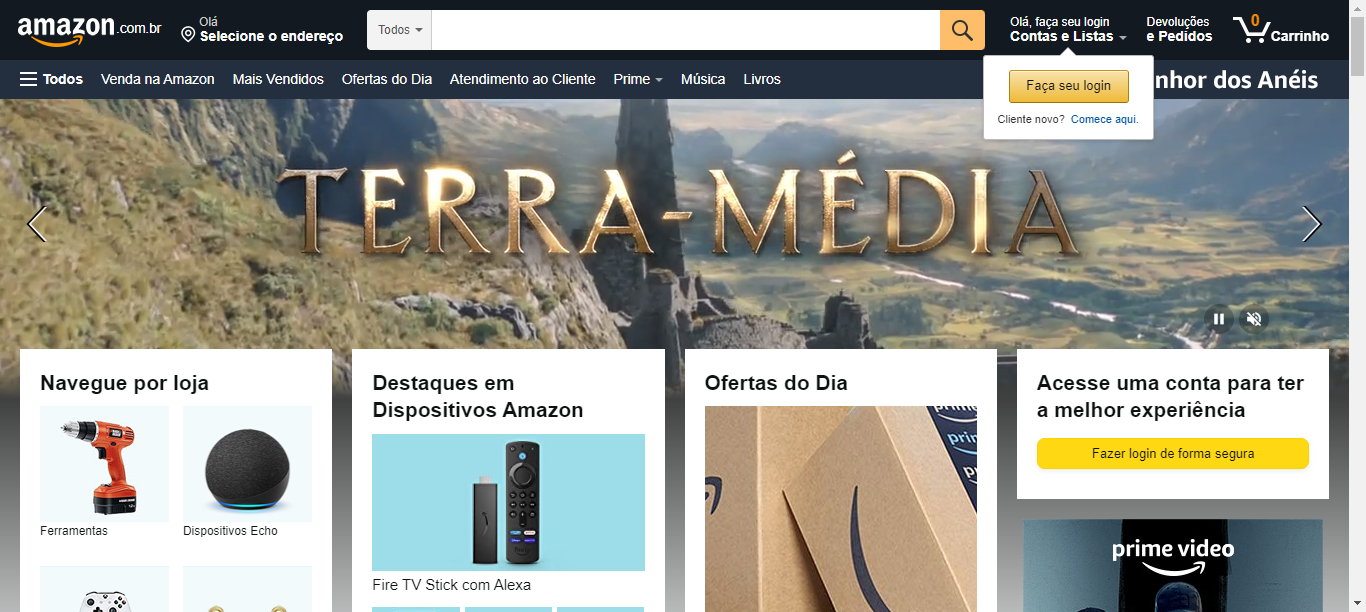 amazon.com.br
Olá
Selecione o endereço
Todos
Olá, faça seu login
Contas e Listas
Devoluções
e Pedidos
0
Carrinho
Todos
Venda na Amazon
Mais Vendidos
Ofertas do Dia
Atendimento ao Cliente
Prime
Música
Livros
nhor dos Anéis
Faça seu login
Cliente novo? Comece aqui.
TERRA-MÉDIA
Navegue por loja
Ferramentas
Dispositivos Echo
Destaques em
Dispositivos Amazon
Fire TV Stick com Alexa
Ofertas do Dia
prime
Acesse uma conta para ter
a melhor experiência
Fazer login de forma segura
prime video